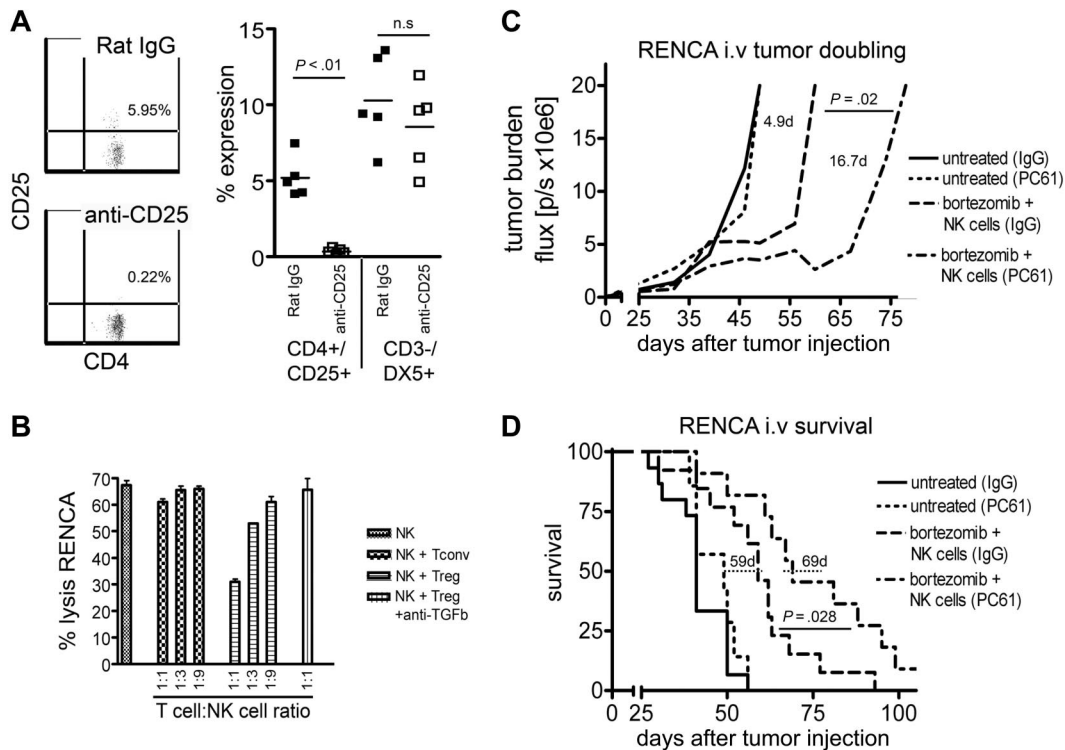 A
Rat IgG
5.95%
CD25
anti-CD25
0.22%
CD4
% expression
15
10
5
0
P < .01
n.s
Rat IgG
anti-CD25
Rat IgG
anti-CD25
CD4+/
CD25+
CD3-/
DX5+
C
RENCA i.v tumor doubling
tumor burden
flux [p/s x10e6]
20
15
10
5
0
4.9d
P = .02
16.7d
0
25
35
45
55
65
75
days after tumor injection
untreated (IgG)
untreated (PC61)
bortezomib +
NK cells (IgG)
bortezomib +
NK cells (PC61)
B
% lysis RENCA
70
60
50
40
30
20
10
0
1:1
1:3
1:9
1:1
1:3
1:9
1:1
T cell:NK cell ratio
NK
NK + Tconv
NK + Treg
NK + Treg
+anti-TGFb
D
RENCA i.v survival
survival
100
75
50
25
0
59d
69d
P = .028
0
25
50
75
100
days after tumor injection
untreated (IgG)
untreated (PC61)
bortezomib +
NK cells (IgG)
bortezomib +
NK cells (PC61)